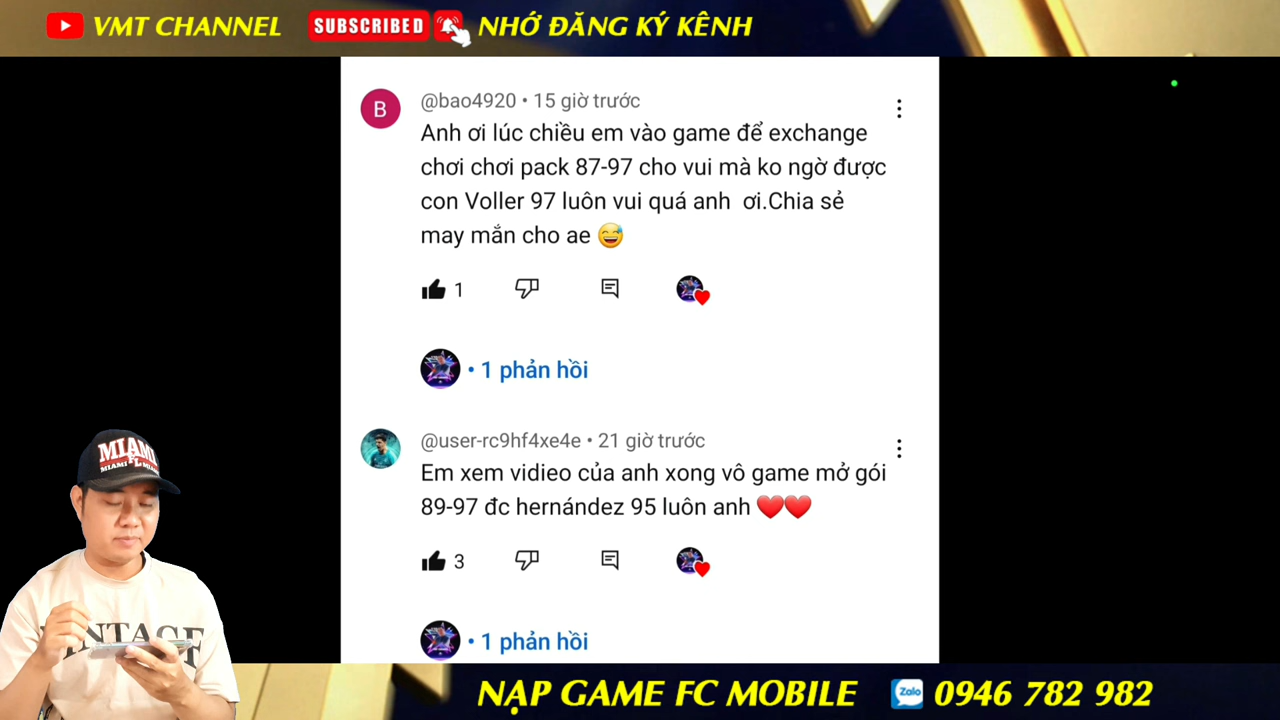 VMT CHANNEL SUBSCRIBED NHỚ ĐĂNG KÝ KÊNH
B @bao4920 • 15 giờ trước
Anh ơi lúc chiều em vào game để exchange
chơi chơi pack 87-97 cho vui mà ko ngờ được
con Voller 97 luôn vui quá anh ơi.Chia sẻ
may mắn cho ae 😅
1
• 1 phản hồi
@user-rc9hf4xe4e • 21 giờ trước
Em xem vidieo của anh xong vô game mở gói
89-97 đc hernández 95 luôn anh ❤️❤️
3
• 1 phản hồi
MIAMI
VINTAGE
NẠP GAME FC MOBILE Zalo 0946 782 982